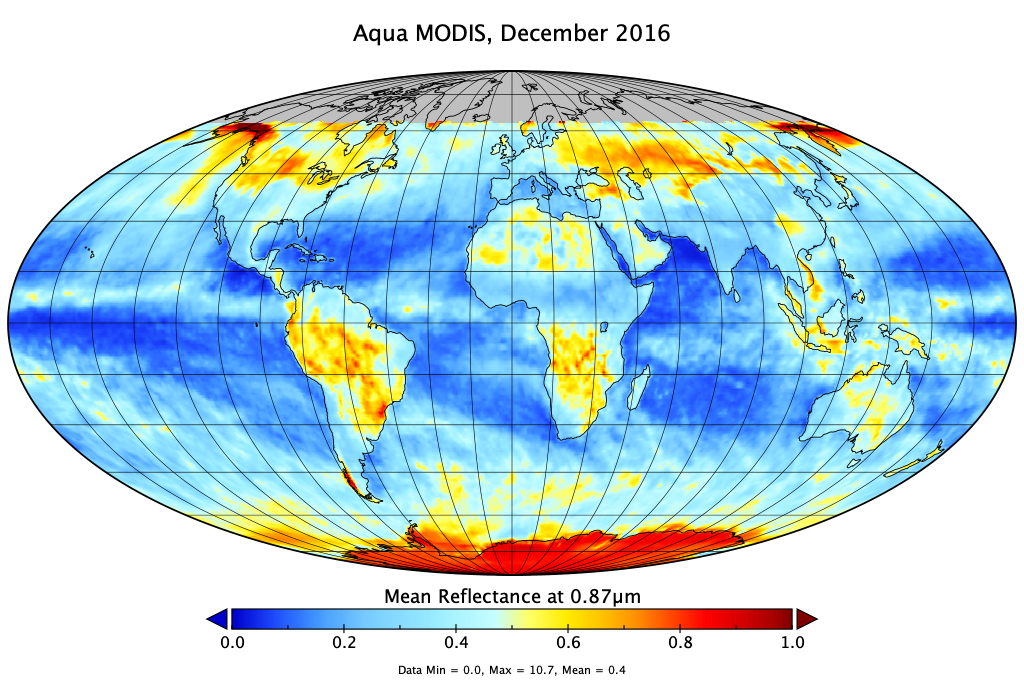 Aqua MODIS, December 2016
Mean Reflectance at 0.87µm
0.0 0.2 0.4 0.6 0.8 1.0
Data Min = 0.0, Max = 10.7, Mean = 0.4